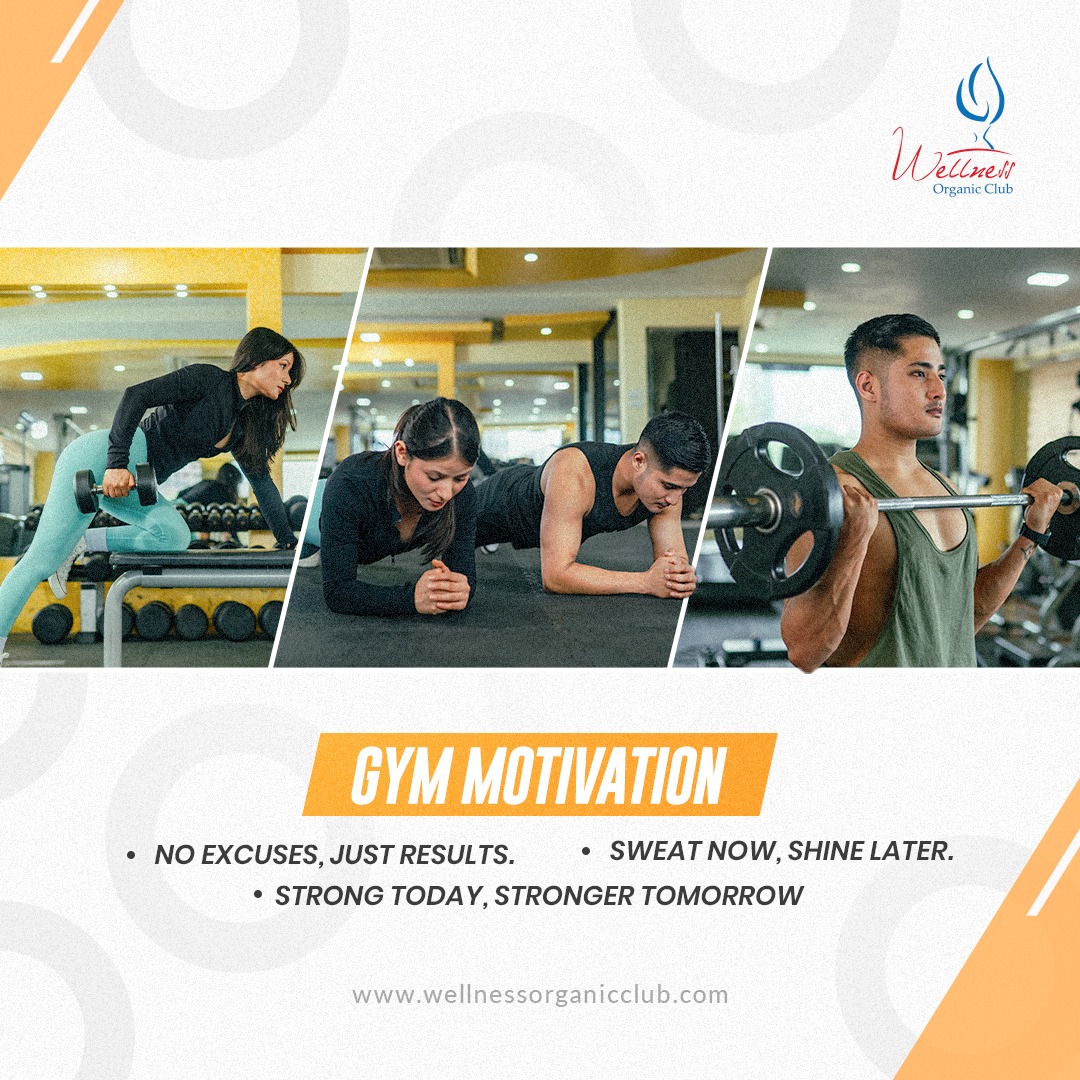 Wellness
Organic Club
GYM MOTIVATION
• NO EXCUSES, JUST RESULTS.
• SWEAT NOW, SHINE LATER.
• STRONG TODAY, STRONGER TOMORROW
www.wellnessorganicclub.com